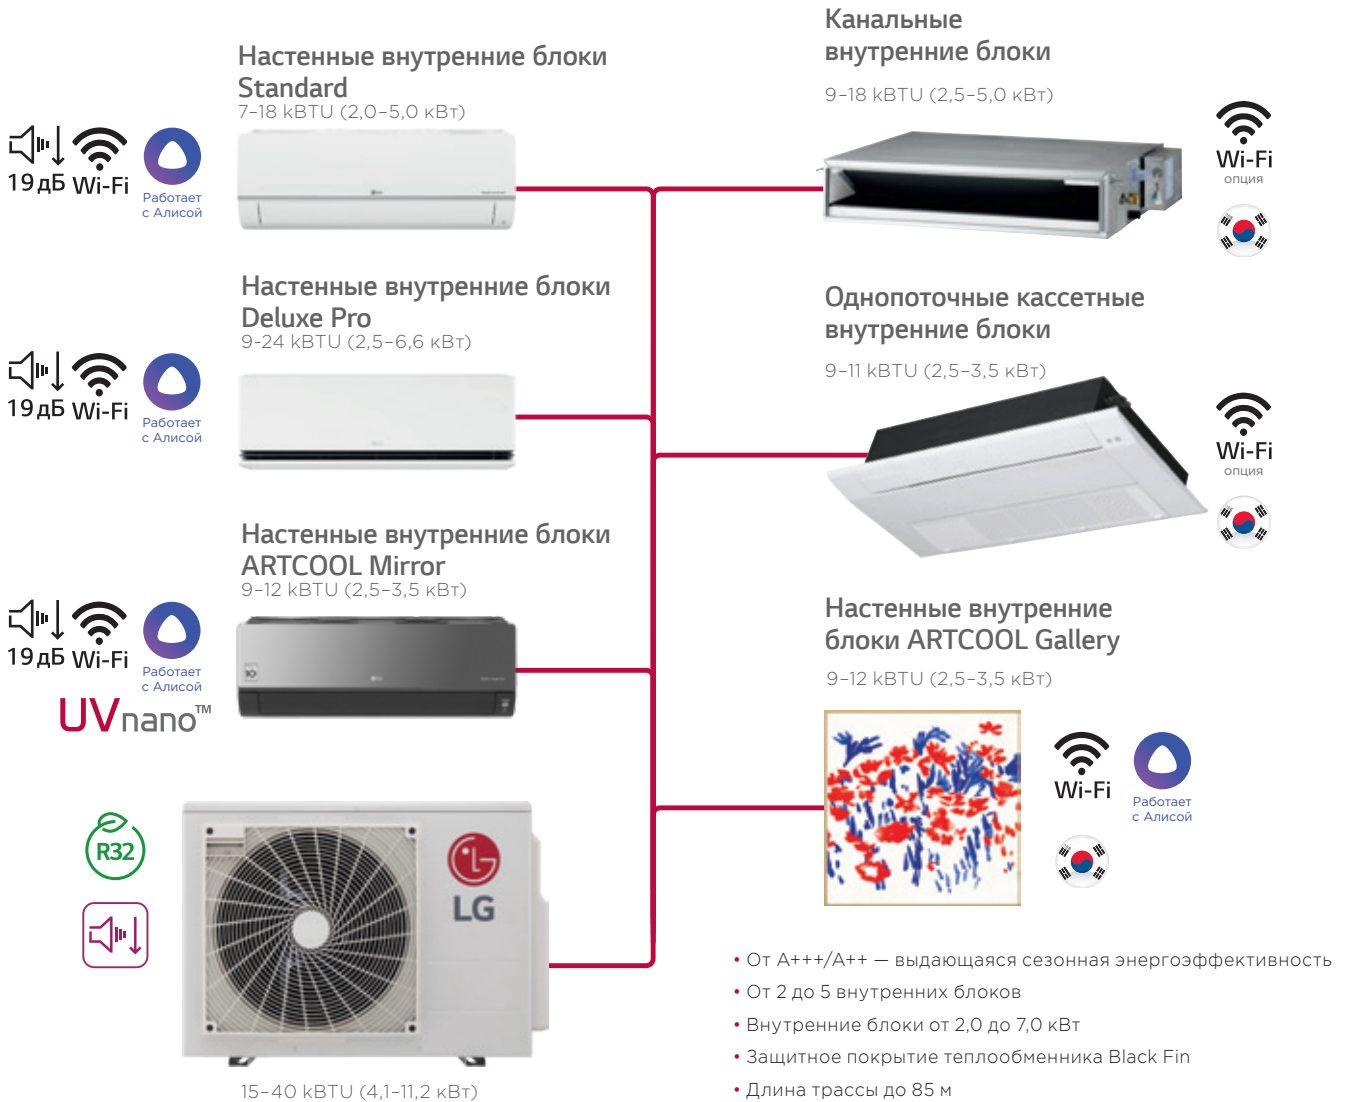 Настенные внутренние блоки
Standard
7–18 kBTU (2,0–5,0 кВт)
19 дБ
Wi-Fi
Работает
с Алисой
Настенные внутренние блоки
Deluxe Pro
9-24 kBTU (2,5–6,6 кВт)
19 дБ
Wi-Fi
Работает
с Алисой
Настенные внутренние блоки
ARTCOOL Mirror
9–12 kBTU (2,5–3,5 кВт)
19 дБ
Wi-Fi
Работает
с Алисой
UVnano™
R32
LG
15–40 kBTU (4,1–11,2 кВт)
Канальные
внутренние блоки
9–18 kBTU (2,5–5,0 кВт)
Wi-Fi
опция
Однопоточные кассетные
внутренние блоки
9–11 kBTU (2,5–3,5 кВт)
Wi-Fi
опция
Настенные внутренние
блоки ARTCOOL Gallery
9–12 kBTU (2,5–3,5 кВт)
Wi-Fi
Работает
с Алисой
• От А+++/А++ — выдающаяся сезонная энергоэффективность
• От 2 до 5 внутренних блоков
• Внутренние блоки от 2,0 до 7,0 кВт
• Защитное покрытие теплообменника Black Fin
• Длина трассы до 85 м